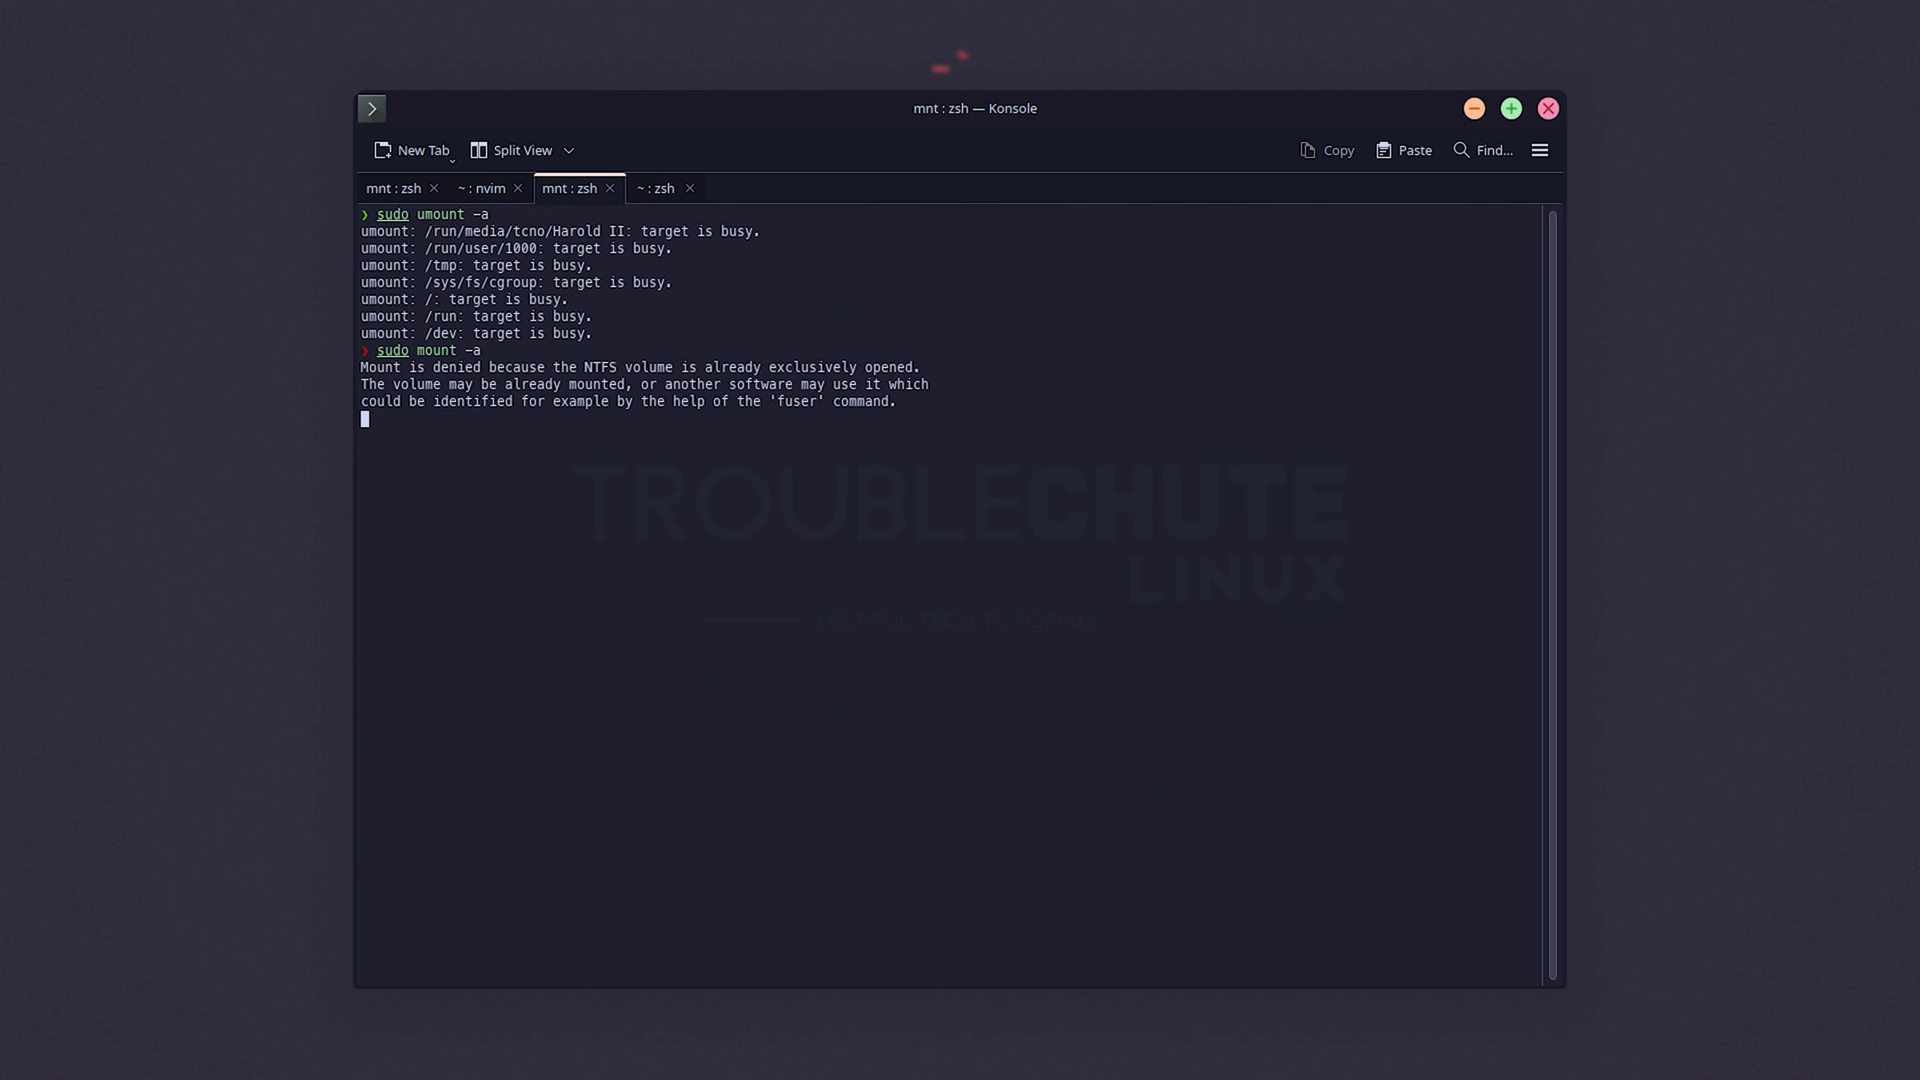 mnt : zsh — Konsole
New Tab Split View Copy Paste Find...
mnt : zsh ~ : nvim mnt : zsh ~ : zsh
❯ sudo umount -a
umount: /run/media/tcno/Harold II: target is busy.
umount: /run/user/1000: target is busy.
umount: /tmp: target is busy.
umount: /sys/fs/cgroup: target is busy.
umount: /: target is busy.
umount: /run: target is busy.
umount: /dev: target is busy.
❯ sudo mount -a
Mount is denied because the NTFS volume is already exclusively opened.
The volume may be already mounted, or another software may use it which
could be identified for example by the help of the 'fuser' command.
TROUBLECHUTE
LINUX
HELPFUL TECH TUTORIALS